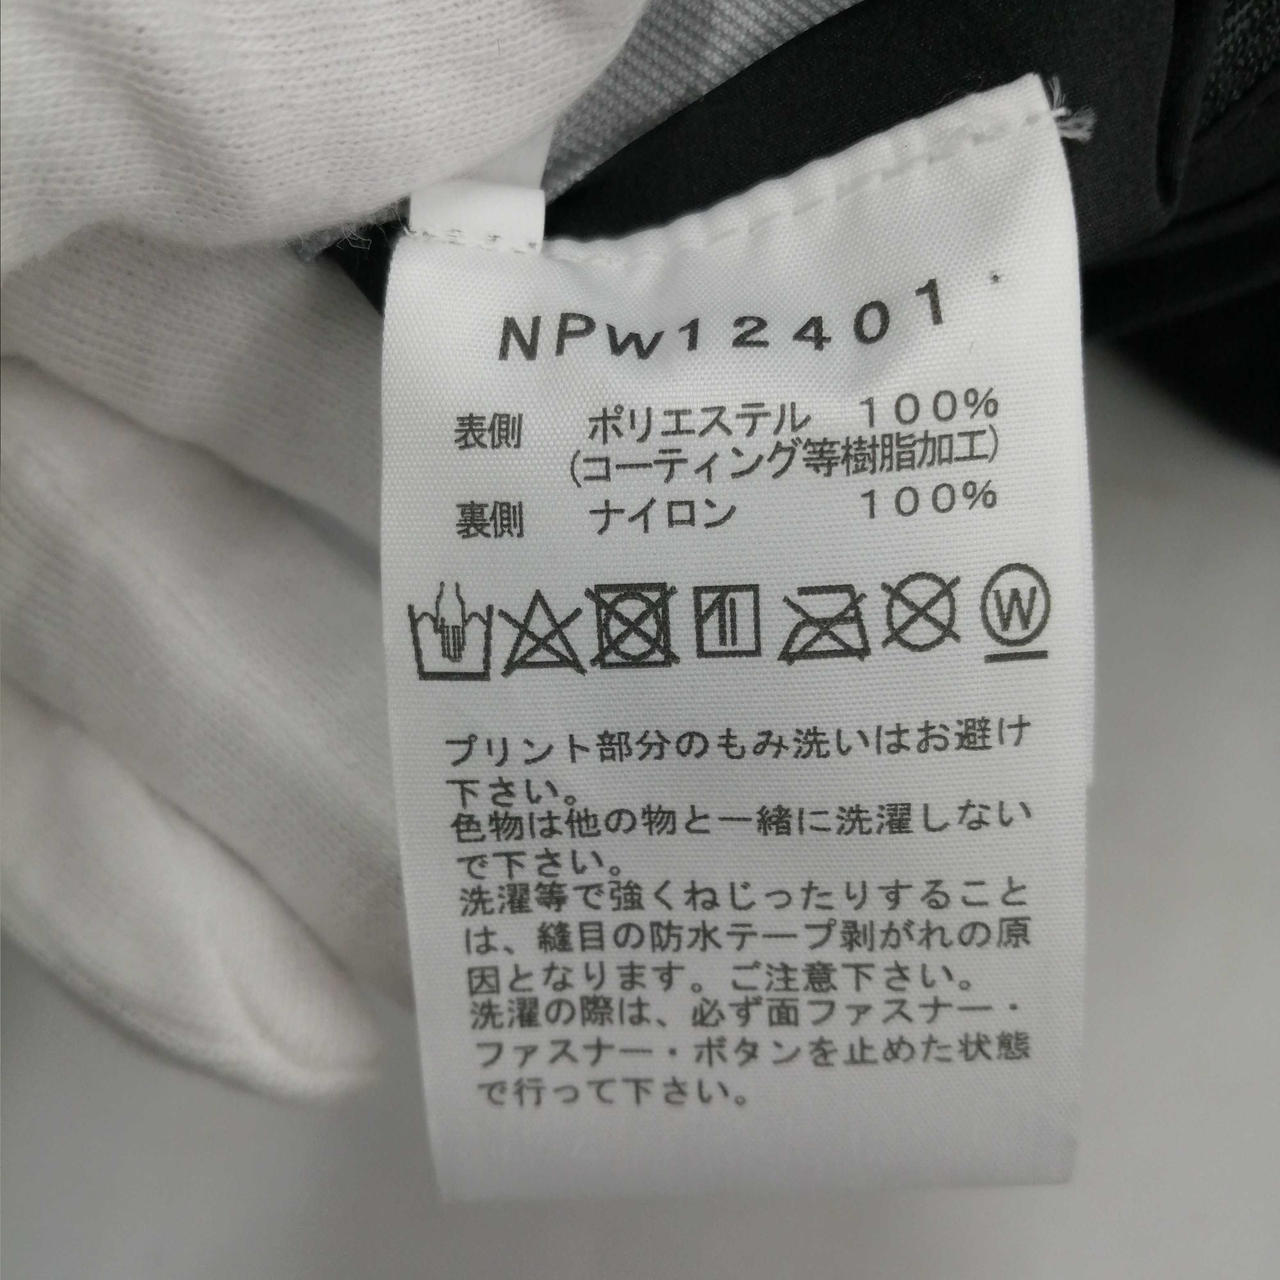 NPW12401
表側 ポリエステル 100%
(コーティング等樹脂加工)
裏側 ナイロン 100%
W
プリント部分のもみ洗いはお避け
下さい。
色物は他の物と一緒に洗濯しない
で下さい。
洗濯等で強くねじったりすること
は、縫目の防水テープ剥がれの原
因となります。ご注意下さい。
洗濯の際は、必ず面ファスナー・
ファスナー・ボタンを止めた状態
で行って下さい。